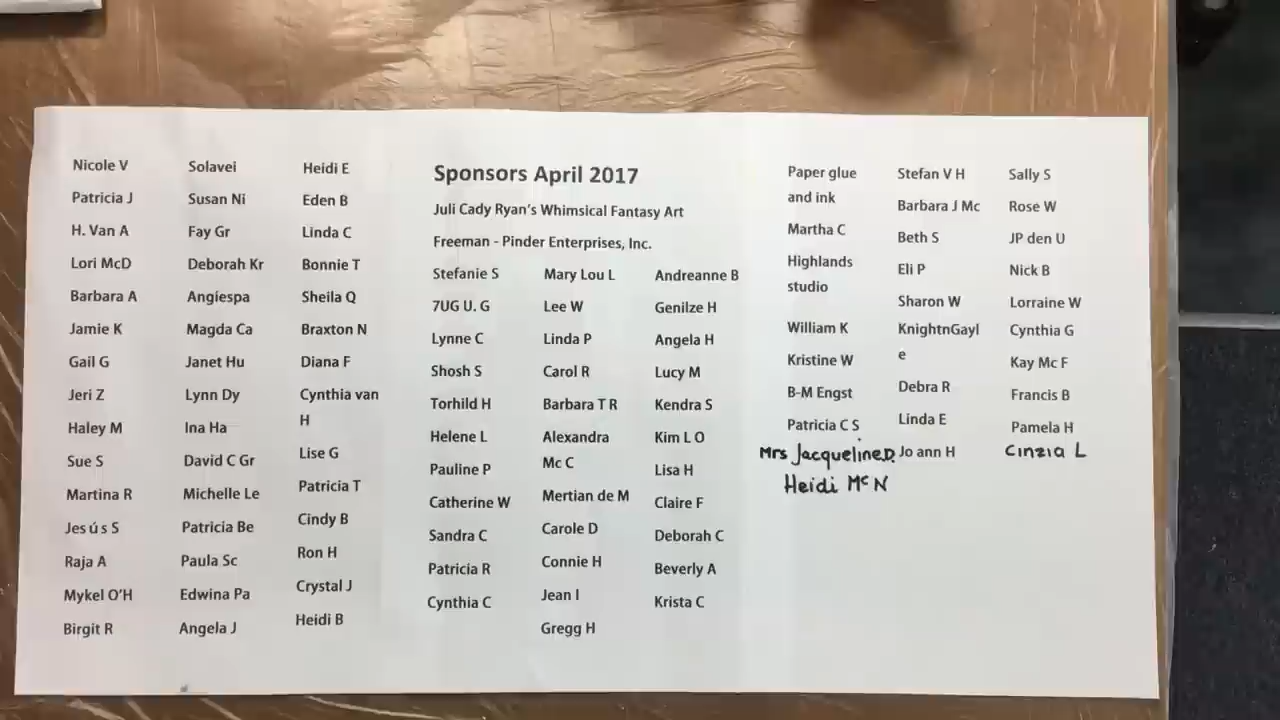 Nicole V
Patricia J
H. Van A
Lori McD
Barbara A
Jamie K
Gail G
Jeri Z
Haley M
Sue S
Martina R
Jes ú s S
Raja A
Mykel O'H
Birgit R
Solavei
Susan Ni
Fay Gr
Deborah Kr
Angiespa
Magda Ca
Janet Hu
Lynn Dy
Ina Ha
David C Gr
Michelle Le
Patricia Be
Paula Sc
Edwina Pa
Angela J
Heidi E
Eden B
Linda C
Bonnie T
Sheila Q
Braxton N
Diana F
Cynthia van
H
Lise G
Patricia T
Cindy B
Ron H
Crystal J
Heidi B
Sponsors April 2017
Juli Cady Ryan's Whimsical Fantasy Art
Freeman - Pinder Enterprises, Inc.
Stefanie S
7UG U. G
Lynne C
Shosh S
Torhild H
Helene L
Pauline P
Catherine W
Sandra C
Patricia R
Cynthia C
Mary Lou L
Lee W
Linda P
Carol R
Barbara T R
Alexandra
Mc C
Mertian de M
Carole D
Connie H
Jean I
Gregg H
Andreanne B
Genilze H
Angela H
Lucy M
Kendra S
Kim L O
Lisa H
Claire F
Deborah C
Beverly A
Krista C
Paper glue
and ink
Martha C
Highlands
studio
William K
Kristine W
B-M Engst
Patricia C S
Mrs Jacqueline D.
Heidi Mc N
Stefan V H
Barbara J Mc
Beth S
Eli P
Sharon W
KnightnGayl
e
Debra R
Linda E
Jo ann H
Sally S
Rose W
JP den U
Nick B
Lorraine W
Cynthia G
Kay Mc F
Francis B
Pamela H
Cinzia L